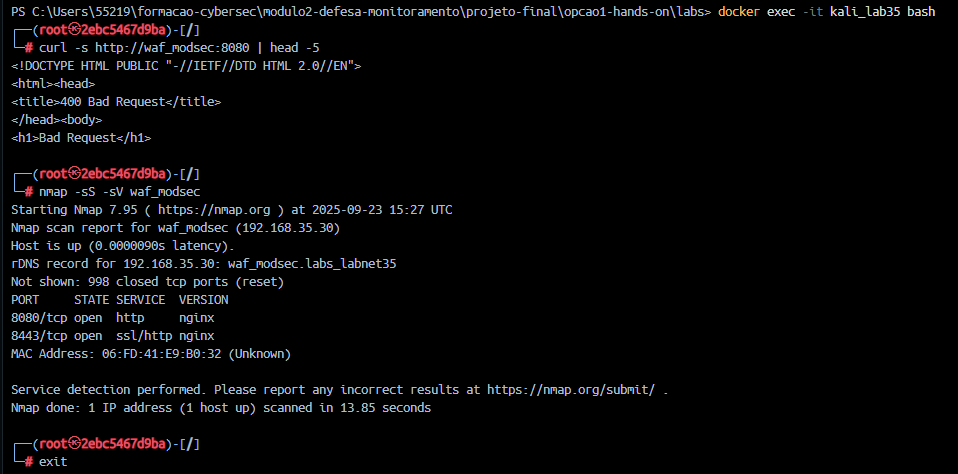 PS C:\Users\55219\formacao-cybersec\modulo2-defesa-monitoramento\projeto-final\opcao1-hands-on\labs> docker exec -it kali_lab35 bash
┌──(root㉿2ebc5467d9ba)-[/]
└─# curl -s http://waf_modsec:8080 | head -5
<!DOCTYPE HTML PUBLIC "-//IETF//DTD HTML 2.0//EN">
<html><head>
<title>400 Bad Request</title>
</head><body>
<h1>Bad Request</h1>
┌──(root㉿2ebc5467d9ba)-[/]
└─# nmap -sS -sV waf_modsec
Starting Nmap 7.95 ( https://nmap.org ) at 2025-09-23 15:27 UTC
Nmap scan report for waf_modsec (192.168.35.30)
Host is up (0.0000090s latency).
rDNS record for 192.168.35.30: waf_modsec.labs_labnet35
Not shown: 998 closed tcp ports (reset)
PORT     STATE SERVICE  VERSION
8080/tcp open  http     nginx
8443/tcp open  ssl/http nginx
MAC Address: 06:FD:41:E9:B0:32 (Unknown)
Service detection performed. Please report any incorrect results at https://nmap.org/submit/ .
Nmap done: 1 IP address (1 host up) scanned in 13.85 seconds
┌──(root㉿2ebc5467d9ba)-[/]
└─# exit